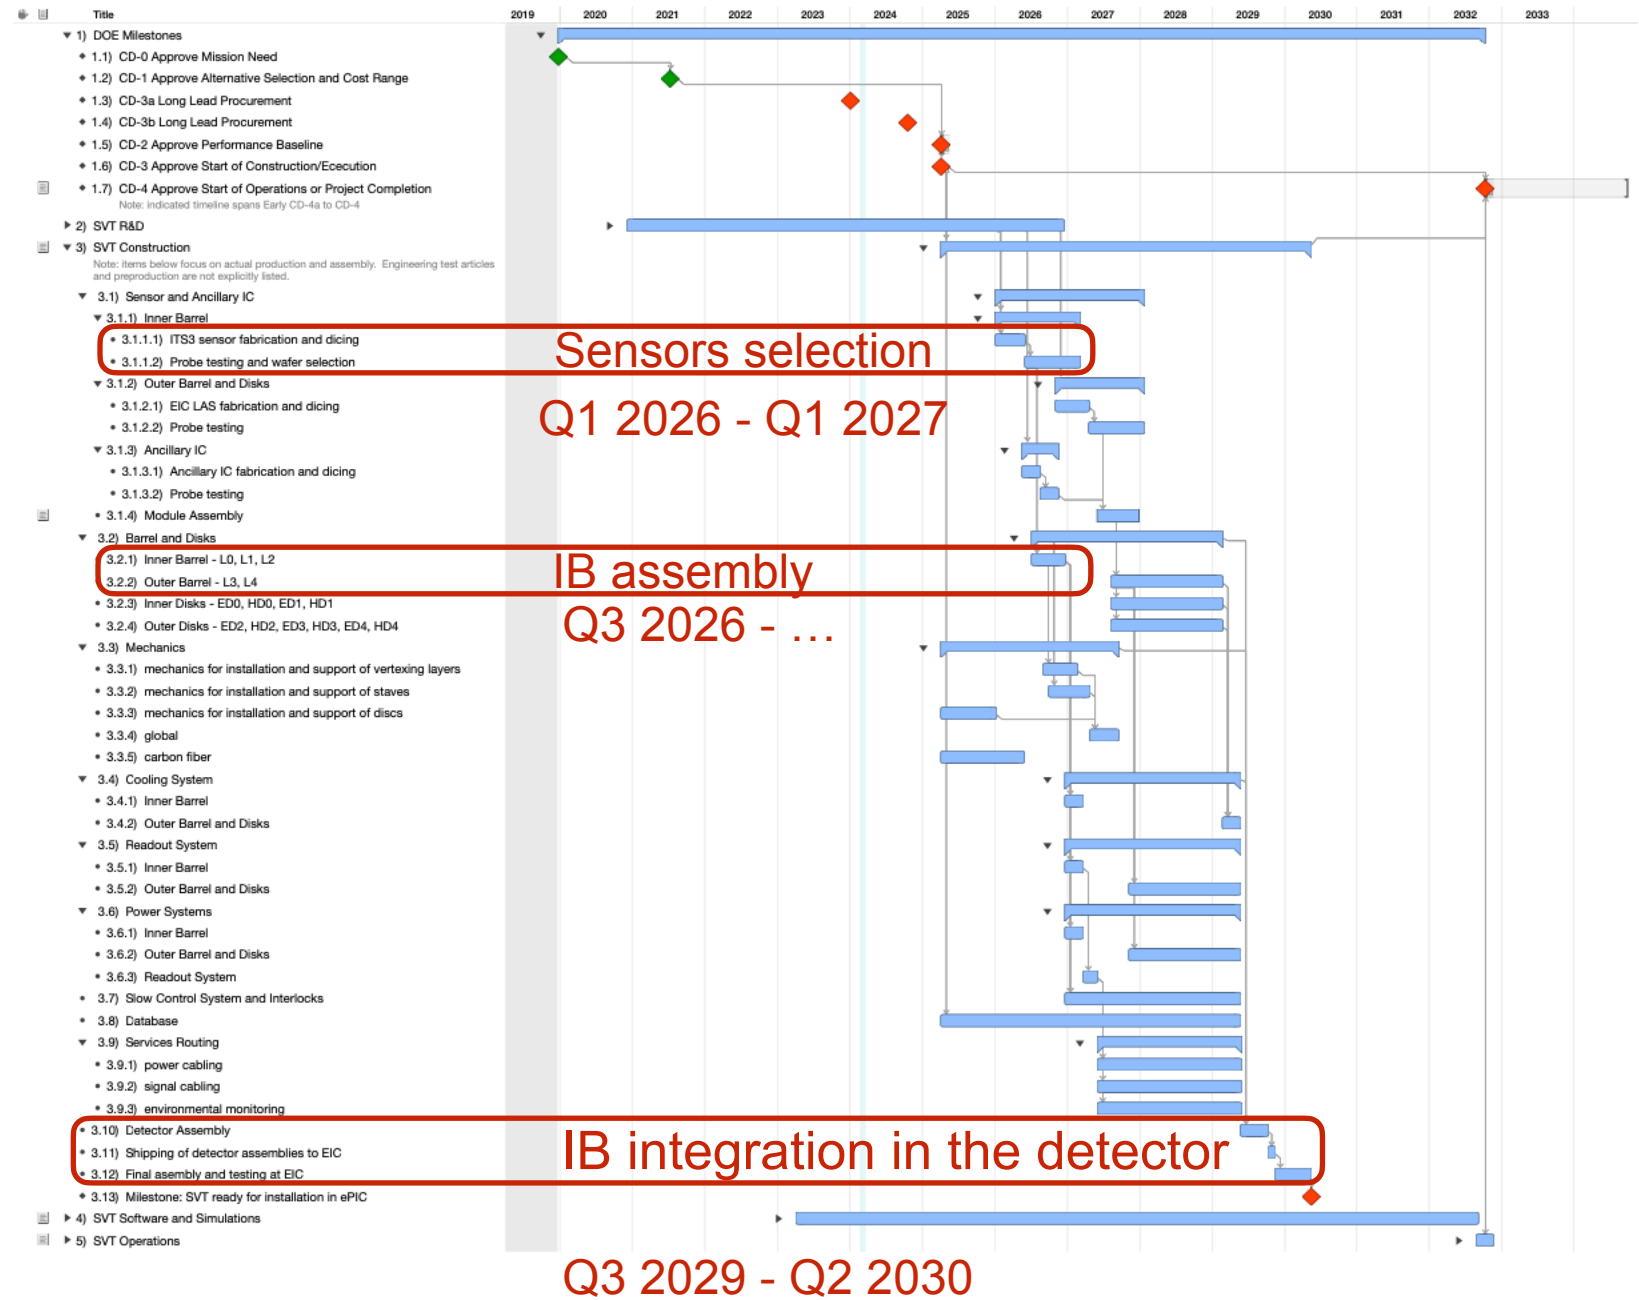 Title 2019 2020 2021 2022 2023 2024 2025 2026 2027 2028 2029 2030 2031 2032 2033
1) DOE Milestones
1.1) CD-0 Approve Mission Need
1.2) CD-1 Approve Alternative Selection and Cost Range
1.3) CD-3a Long Lead Procurement
1.4) CD-3b Long Lead Procurement
1.5) CD-2 Approve Performance Baseline
1.6) CD-3 Approve Start of Construction/Ececution
1.7) CD-4 Approve Start of Operations or Project Completion
Note: indicated timeline spans Early CD-4a to CD-4
2) SVT R&D
3) SVT Construction
Note: items below focus on actual production and assembly. Engineering test articles
and preproduction are not explicitly listed.
3.1) Sensor and Ancillary IC
3.1.1) Inner Barrel
3.1.1.1) ITS3 sensor fabrication and dicing
Sensors selection
3.1.1.2) Probe testing and wafer selection
3.1.2) Outer Barrel and Disks
3.1.2.1) EIC LAS fabrication and dicing
Q1 2026 - Q1 2027
3.1.2.2) Probe testing
3.1.3) Ancillary IC
3.1.3.1) Ancillary IC fabrication and dicing
3.1.3.2) Probe testing
3.1.4) Module Assembly
3.2) Barrel and Disks
3.2.1) Inner Barrel - L0, L1, L2
IB assembly
3.2.2) Outer Barrel - L3, L4
3.2.3) Inner Disks - ED0, HD0, ED1, HD1
Q3 2026 - ...
3.2.4) Outer Disks - ED2, HD2, ED3, HD3, ED4, HD4
3.3) Mechanics
3.3.1) mechanics for installation and support of vertexing layers
3.3.2) mechanics for installation and support of staves
3.3.3) mechanics for installation and support of discs
3.3.4) global
3.3.5) carbon fiber
3.4) Cooling System
3.4.1) Inner Barrel
3.4.2) Outer Barrel and Disks
3.5) Readout System
3.5.1) Inner Barrel
3.5.2) Outer Barrel and Disks
3.6) Power Systems
3.6.1) Inner Barrel
3.6.2) Outer Barrel and Disks
3.6.3) Readout System
3.7) Slow Control System and Interlocks
3.8) Database
3.9) Services Routing
3.9.1) power cabling
3.9.2) signal cabling
3.9.3) environmental monitoring
3.10) Detector Assembly
3.11) Shipping of detector assemblies to EIC
IB integration in the detector
3.12) Final asembly and testing at EIC
3.13) Milestone: SVT ready for installation in ePIC
4) SVT Software and Simulations
5) SVT Operations
Q3 2029 - Q2 2030